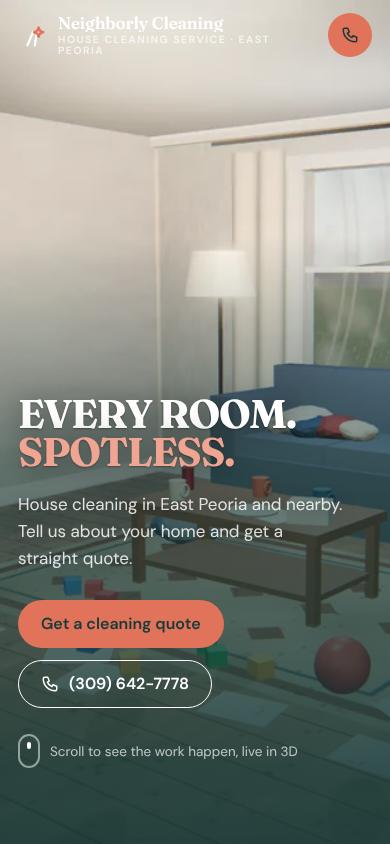 Neighborly Cleaning
HOUSE CLEANING SERVICE · EAST
PEORIA
EVERY ROOM.
SPOTLESS.
House cleaning in East Peoria and nearby.
Tell us about your home and get a
straight quote.
Get a cleaning quote
(309) 642-7778
Scroll to see the work happen, live in 3D